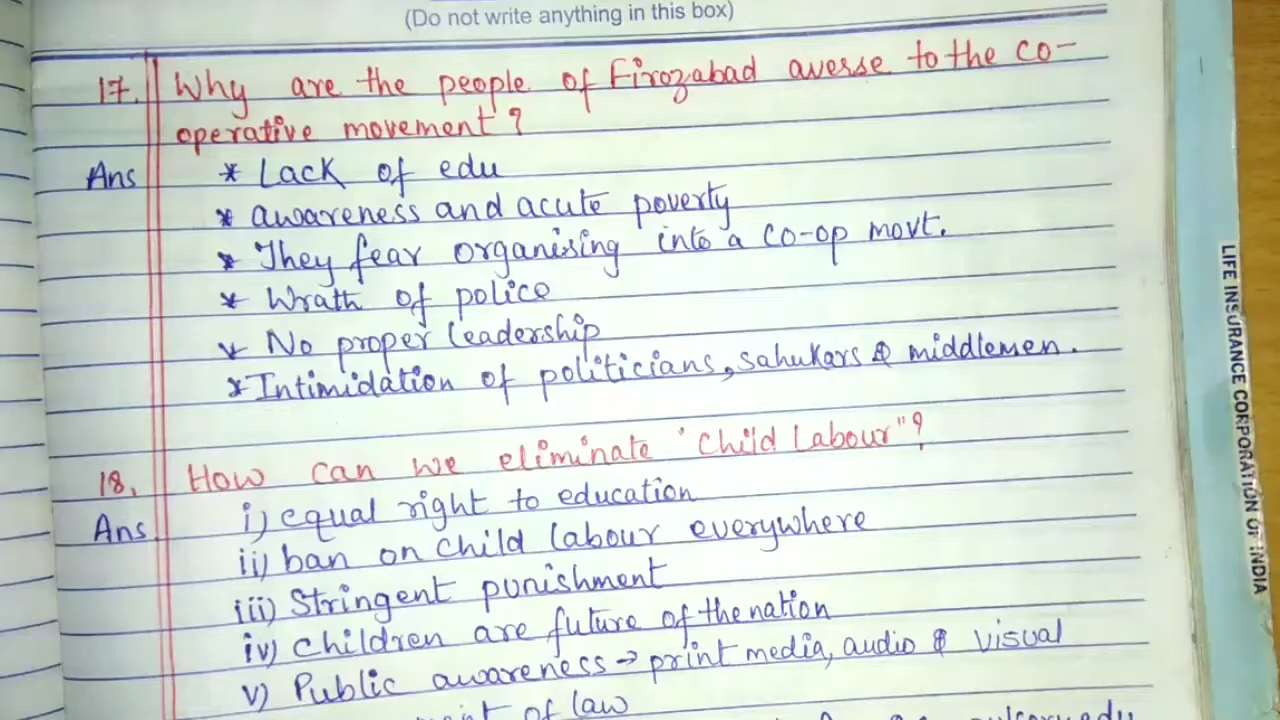 (Do not write anything in this box)
17. Why are the people of Firozabad averse to the co-
operative movement?
Ans * Lack of edu
* awareness and acute poverty
* They fear organising into a co-op movt.
* Wrath of police
* No proper leadership
* Intimidation of politicians, sahukars & middlemen.
18. How can we eliminate "Child Labour"?
Ans i) equal right to education
ii) ban on child labour everywhere
iii) Stringent punishment
iv) children are future of the nation
v) Public awareness → print media, audio & visual
of law
LIFE INSURANCE CORPORATION OF INDIA